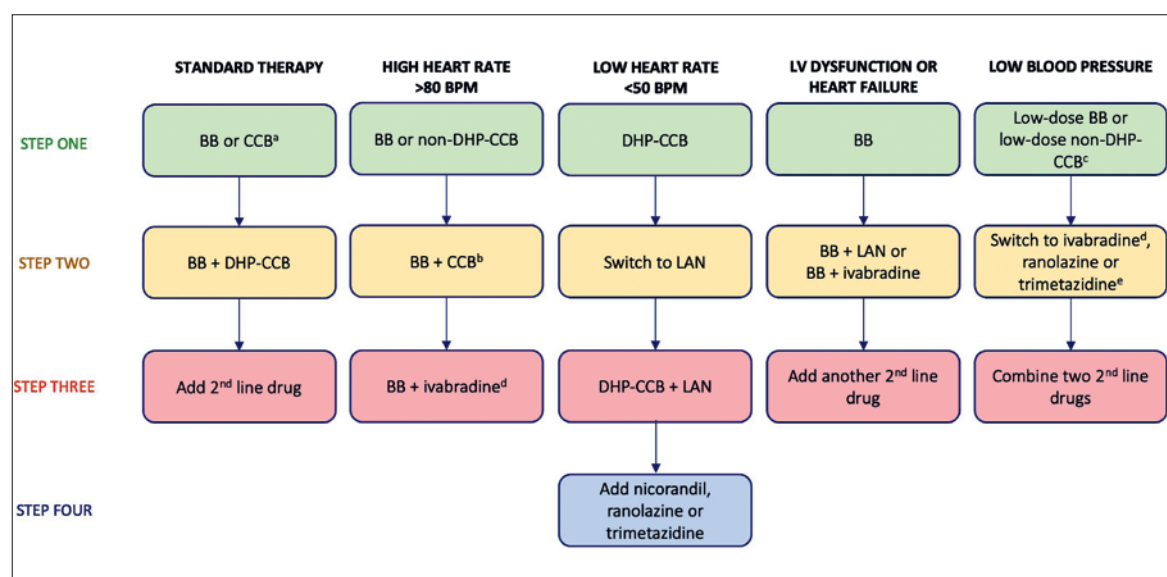 STANDARD THERAPY
HIGH HEART RATE
>80 BPM
LOW HEART RATE
<50 BPM
LV DYSFUNCTION OR
HEART FAILURE
LOW BLOOD PRESSURE
STEP ONE
BB or CCBᵃ
BB or non-DHP-CCB
DHP-CCB
BB
Low-dose BB or
low-dose non-DHP-
CCBᶜ
STEP TWO
BB + DHP-CCB
BB + CCBᵇ
Switch to LAN
BB + LAN or
BB + ivabradine
Switch to ivabradineᵈ,
ranolazine or
trimetazidineᵉ
STEP THREE
Add 2ⁿᵈ line drug
BB + ivabradineᵈ
DHP-CCB + LAN
Add another 2ⁿᵈ line
drug
Combine two 2ⁿᵈ line
drugs
STEP FOUR
Add nicorandil,
ranolazine or
trimetazidine